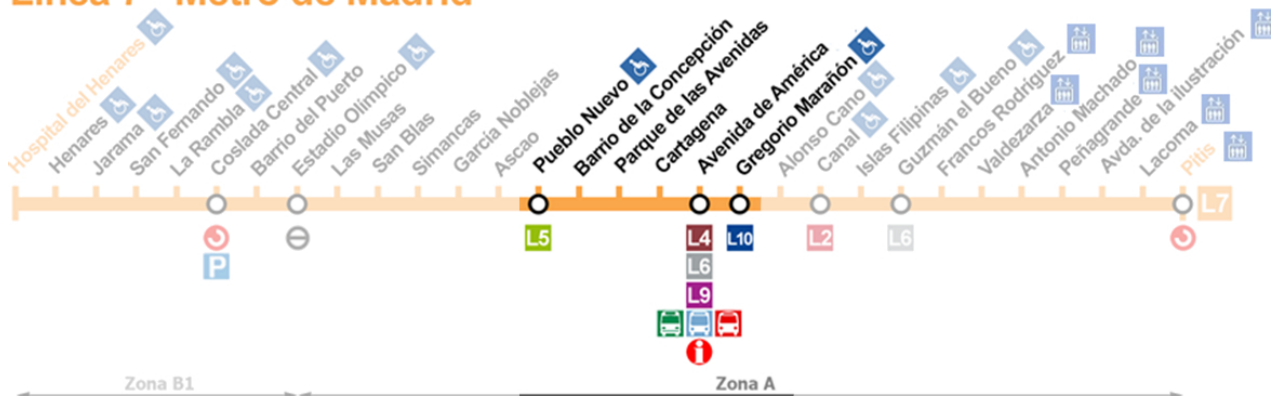 Línea 7 - Metro de Madrid
Hospital del Henares
Henares
Jarama
San Fernando
La Rambla
Coslada Central
Barrio del Puerto
Estadio Olímpico
Las Musas
San Blas
Simancas
García Noblejas
Ascao
Pueblo Nuevo
Barrio de la Concepción
Parque de las Avenidas
Cartagena
Avenida de América
Gregorio Marañón
Alonso Cano
Canal
Islas Filipinas
Guzmán el Bueno
Francos Rodríguez
Valdezarza
Antonio Machado
Peñagrande
Avda. de la Ilustración
Lacoma
Pitis
L7
P
L5
L4
L6
L9
L10
L2
L6
i
Zona B1
Zona A